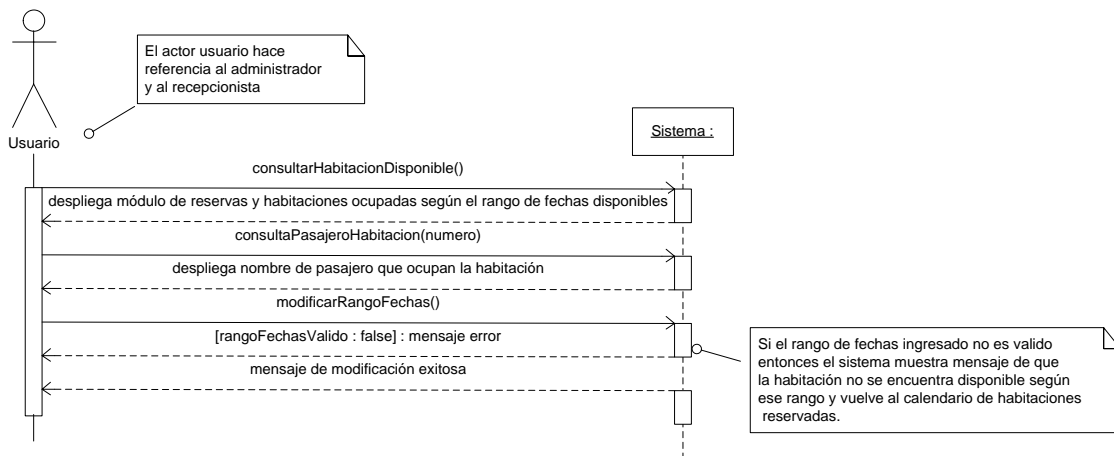 El actor usuario hace
referencia al administrador
y al recepcionista
Usuario
Sistema :
consultarHabitacionDisponible()
despliega módulo de reservas y habitaciones ocupadas según el rango de fechas disponibles
consultaPasajeroHabitacion(numero)
despliega nombre de pasajero que ocupan la habitación
modificarRangoFechas()
[rangoFechasValido : false] : mensaje error
mensaje de modificación exitosa
Si el rango de fechas ingresado no es valido
entonces el sistema muestra mensaje de que
la habitación no se encuentra disponible según
ese rango y vuelve al calendario de habitaciones
reservadas.